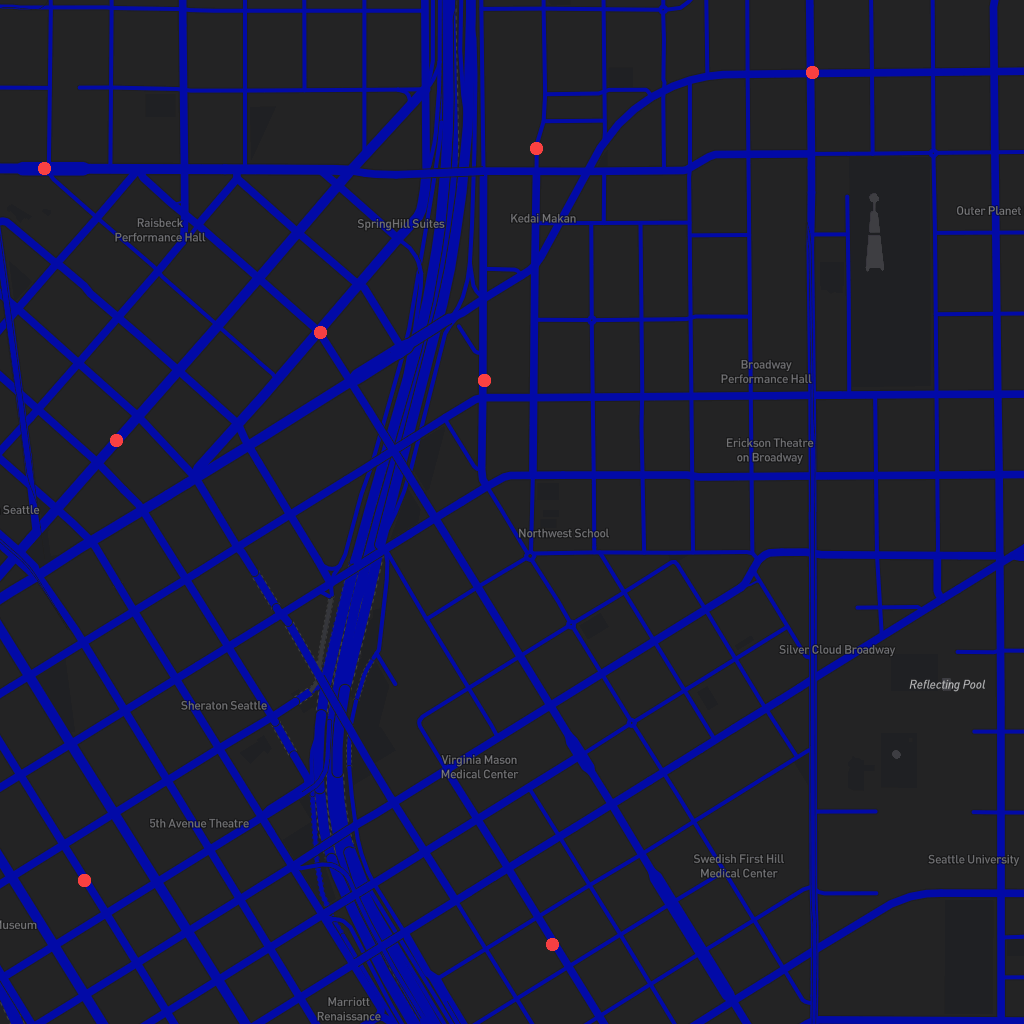 Outer Planet
Kedai Makan
Raisbeck
Performance Hall
SpringHill Suites
Broadway
Performance Hall
Erickson Theatre
on Broadway
Seattle
Northwest School
Silver Cloud Broadway
Reflecting Pool
Sheraton Seattle
Virginia Mason
Medical Center
5th Avenue Theatre
Swedish First Hill
Medical Center
Seattle University
Museum
Marriott
Renaissance